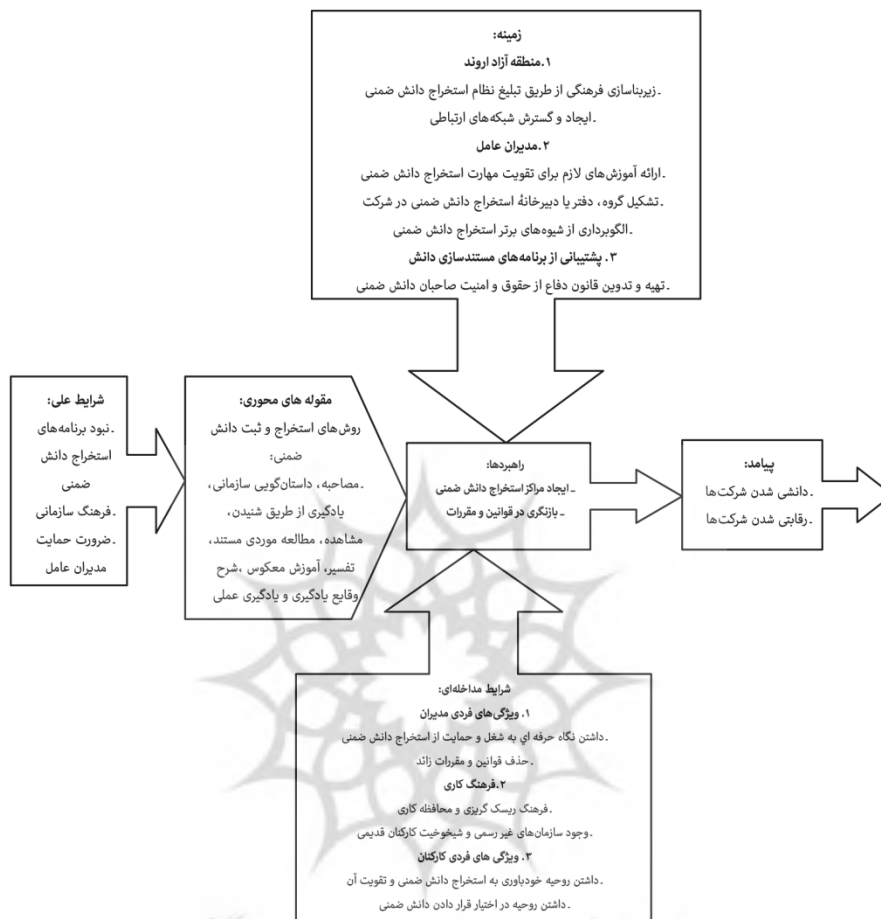 زمینه:
۱.منطقه آزاد اروند
ـ زیربناسازی فرهنگی از طریق تبلیغ نظام استخراج دانش ضمنی
ـ ایجاد و گسترش شبکه‌های ارتباطی
۲.مدیران عامل
ـ ارائه آموزش‌های لازم برای تقویت مهارت استخراج دانش ضمنی
ـ تشکیل گروه، دفتر یا دبیرخانهٔ استخراج دانش ضمنی در شرکت
ـ الگوبرداری از شیوه‌های برتر استخراج دانش ضمنی
۳. پشتیبانی از برنامه‌های مستندسازی دانش
ـ تهیه و تدوین قانون دفاع از حقوق و امنیت صاحبان دانش ضمنی
شرایط علی:
ـ نبود برنامه‌های
استخراج دانش
ضمنی
ـ فرهنگ سازمانی
ـ ضرورت حمایت
مدیران عامل
مقوله های محوری:
روش‌های استخراج و ثبت دانش
ضمنی:
ـ مصاحبه، داستان‌گویی سازمانی،
یادگیری از طریق شنیدن،
مشاهده، مطالعه موردی مستند،
تفسیر، آموزش معکوس ،شرح
وقایع یادگیری و یادگیری عملی
راهبردها:
ـ ایجاد مراکز استخراج دانش ضمنی
ـ بازنگری در قوانین و مقررات
پیامد:
ـ دانشی شدن شرکت‌ها
ـ رقابتی شدن شرکت‌ها
شرایط مداخله‌ای:
۱. ویژگی‌های فردی مدیران
ـ داشتن نگاه حرفه اي به شغل و حمایت از استخراج دانش ضمنی
ـ حذف قوانین و مقررات زائد
۲.فرهنگ کاری
ـ فرهنگ ریسک گریزی و محافظه کاری
ـ وجود سازمان‌های غیر رسمی و شیخوخیت کارکنان قدیمی
۳. ویژگی های فردی کارکنان
ـ داشتن روحیه خودباوری به استخراج دانش ضمنی و تقویت آن
ـ داشتن روحیه در اختیار قرار دادن دانش ضمنی